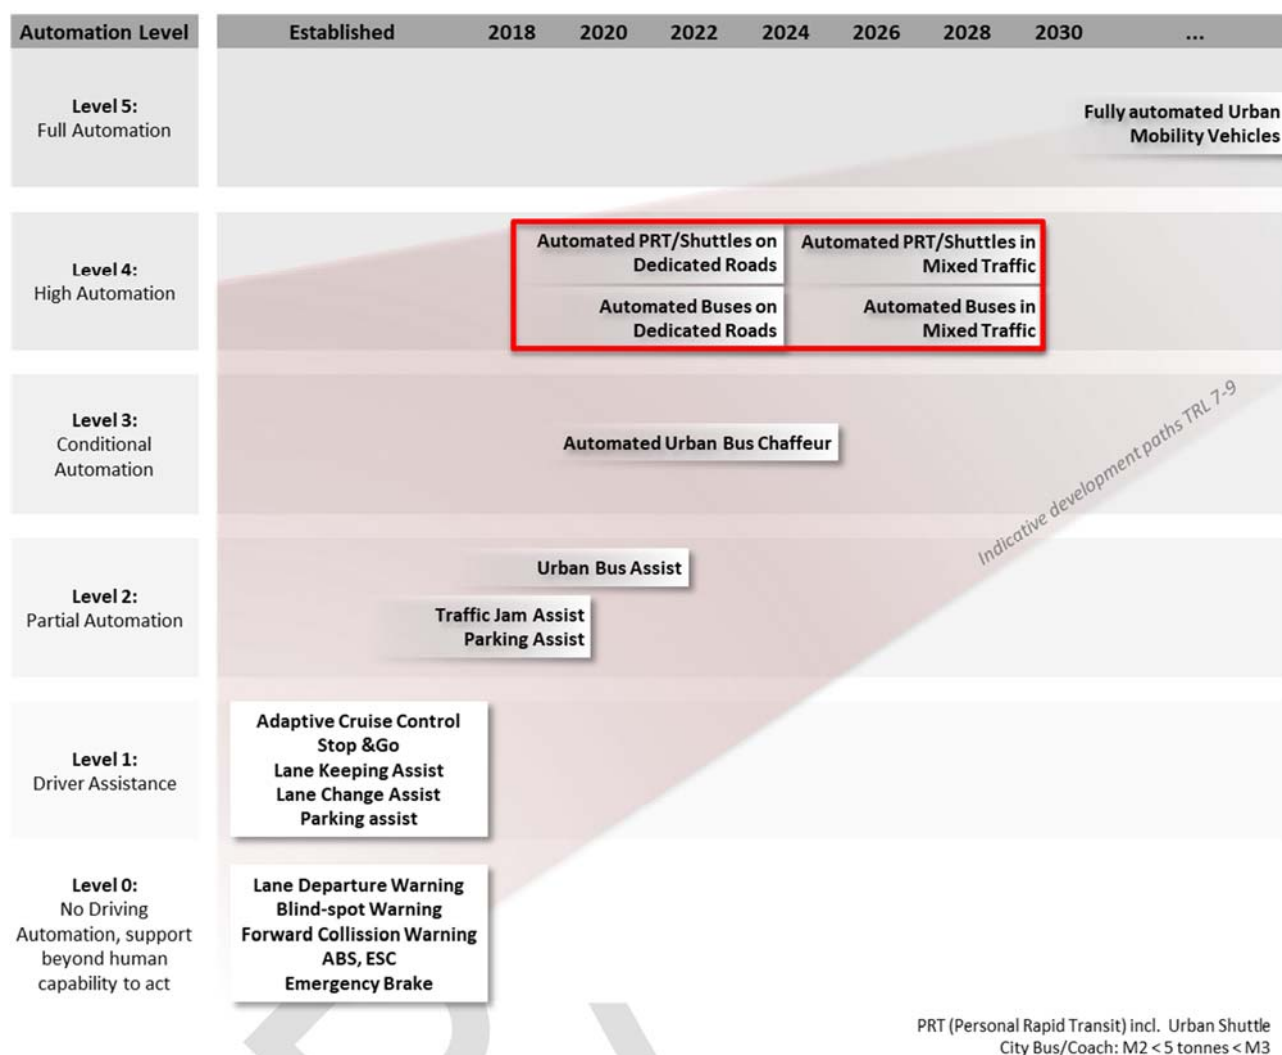 Automation Level Established 2018 2020 2022 2024 2026 2028 2030 ...
Level 5:
Full Automation
Fully automated Urban
Mobility Vehicles
Level 4:
High Automation
Automated PRT/Shuttles on
Dedicated Roads
Automated PRT/Shuttles in
Mixed Traffic
Automated Buses on
Dedicated Roads
Automated Buses in
Mixed Traffic
Level 3:
Conditional
Automation
Automated Urban Bus Chaffeur
Indicative development paths TRL 7-9
Level 2:
Partial Automation
Urban Bus Assist
Traffic Jam Assist
Parking Assist
Level 1:
Driver Assistance
Adaptive Cruise Control
Stop &Go
Lane Keeping Assist
Lane Change Assist
Parking assist
Level 0:
No Driving
Automation, support
beyond human
capability to act
Lane Departure Warning
Blind-spot Warning
Forward Collission Warning
ABS, ESC
Emergency Brake
PRT (Personal Rapid Transit) incl. Urban Shuttle
City Bus/Coach: M2 < 5 tonnes < M3